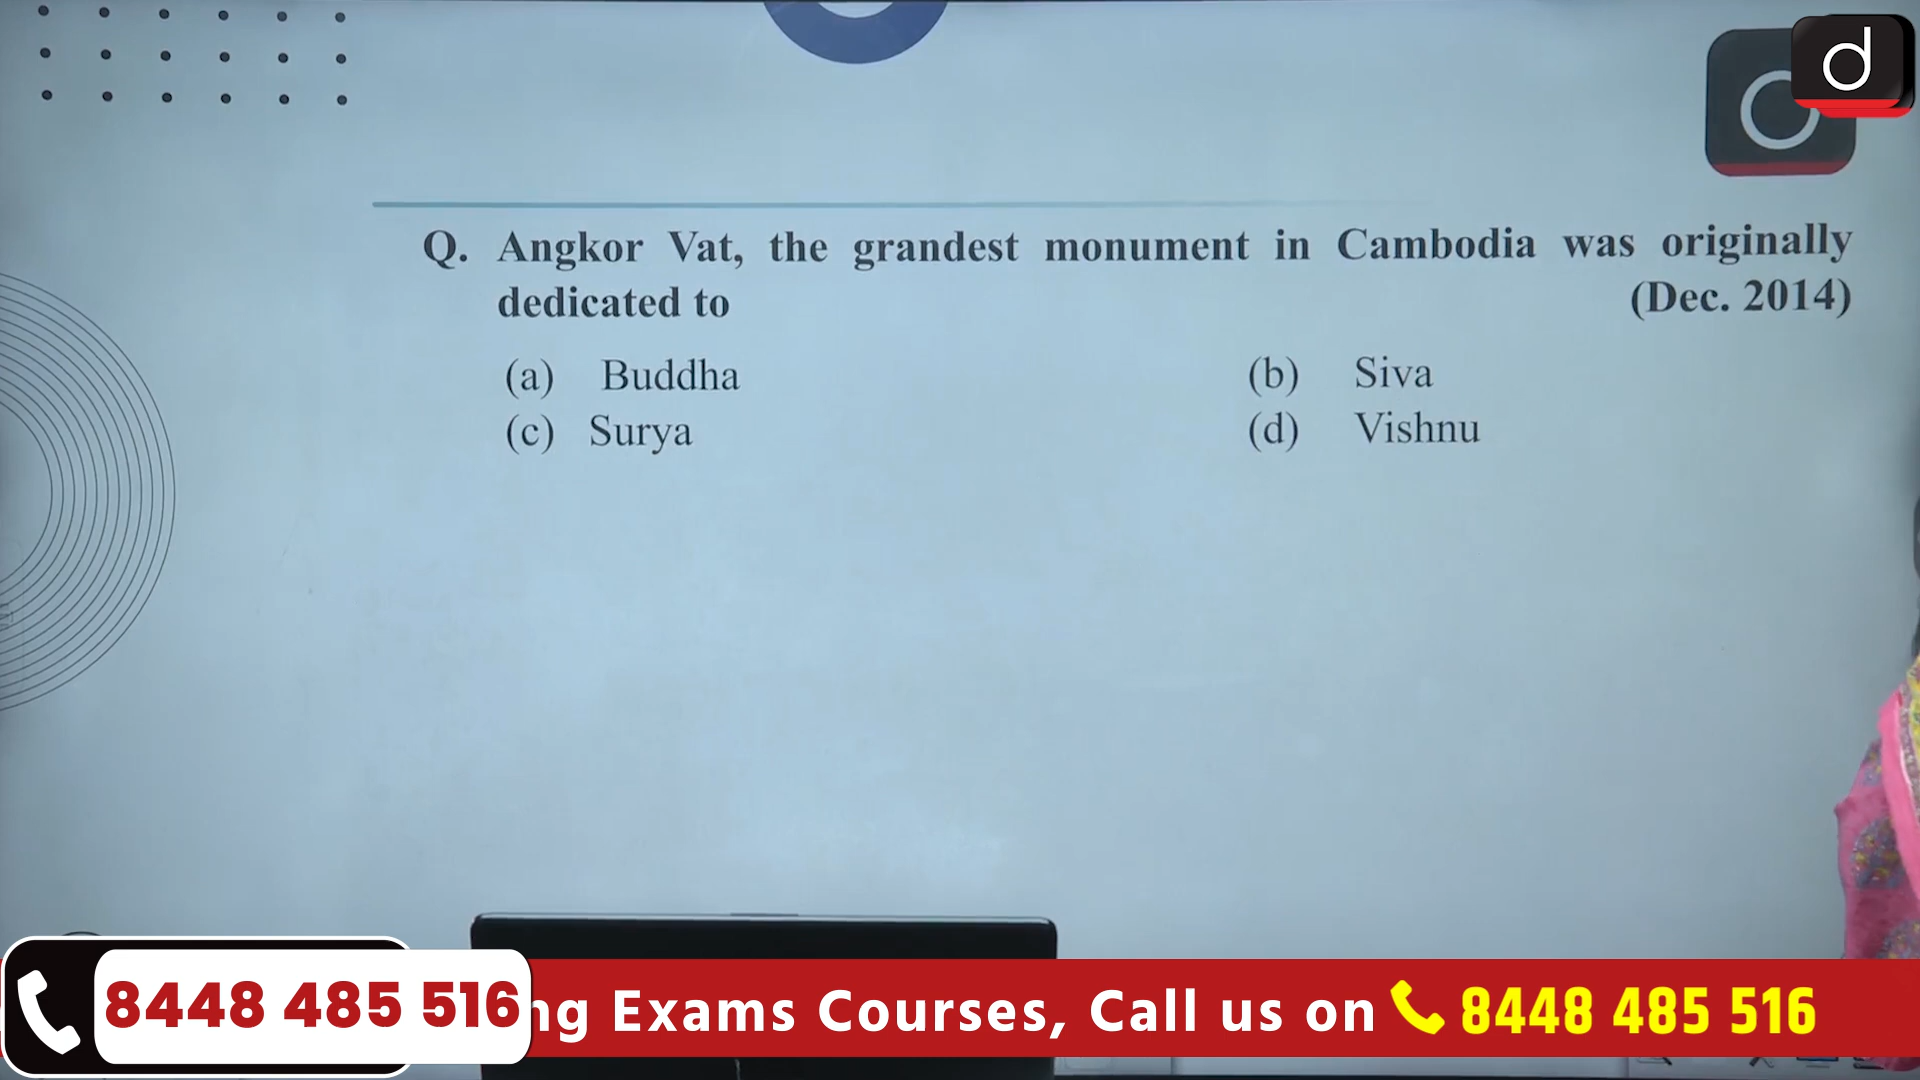 d
Q. Angkor Vat, the grandest monument in Cambodia was originally
dedicated to (Dec. 2014)
(a) Buddha (b) Siva
(c) Surya (d) Vishnu
8448 485 516 ng Exams Courses, Call us on 8448 485 516